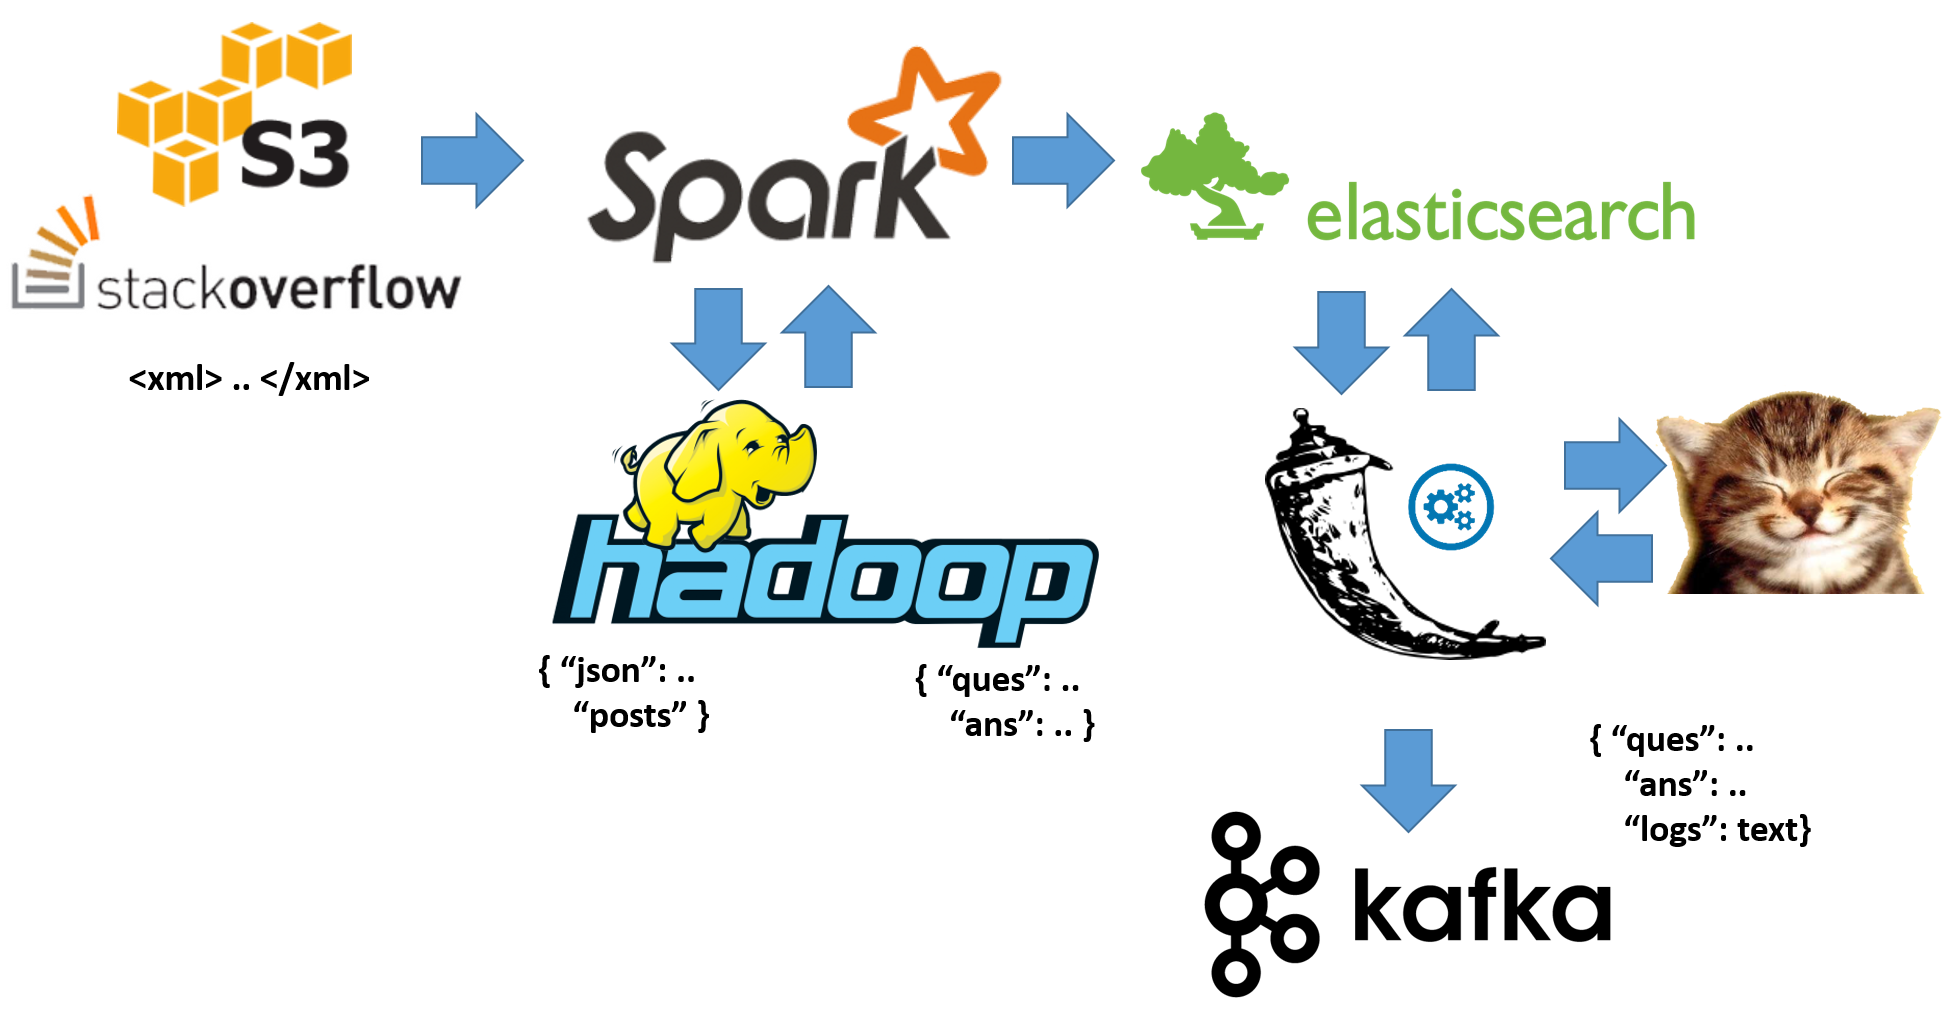 S3
stackoverflow
<xml> .. </xml>
Spark
elasticsearch
hadoop
{ “json”: ..
“posts” }
{ “ques”: ..
“ans”: .. }
{ “ques”: ..
“ans”: ..
“logs”: text}
kafka